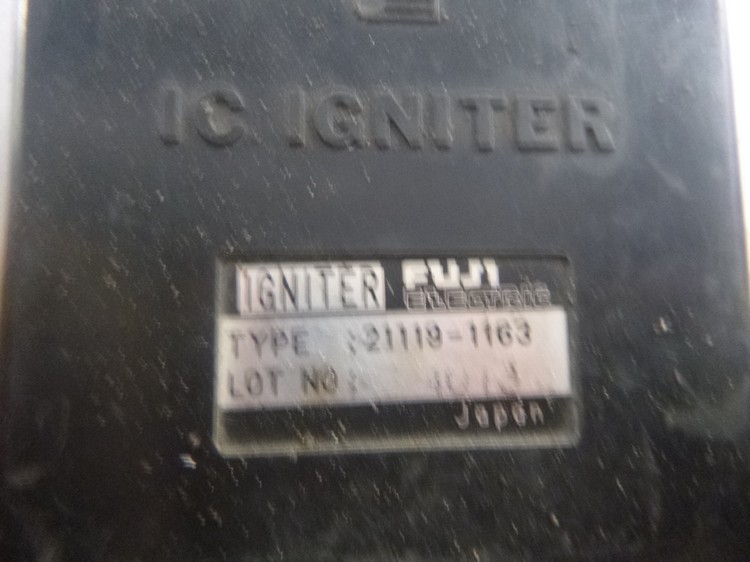 IC IGNITER
IGNITER FUJI
ELECTRIC
TYPE :21119-1163
LOT NO:
Japan